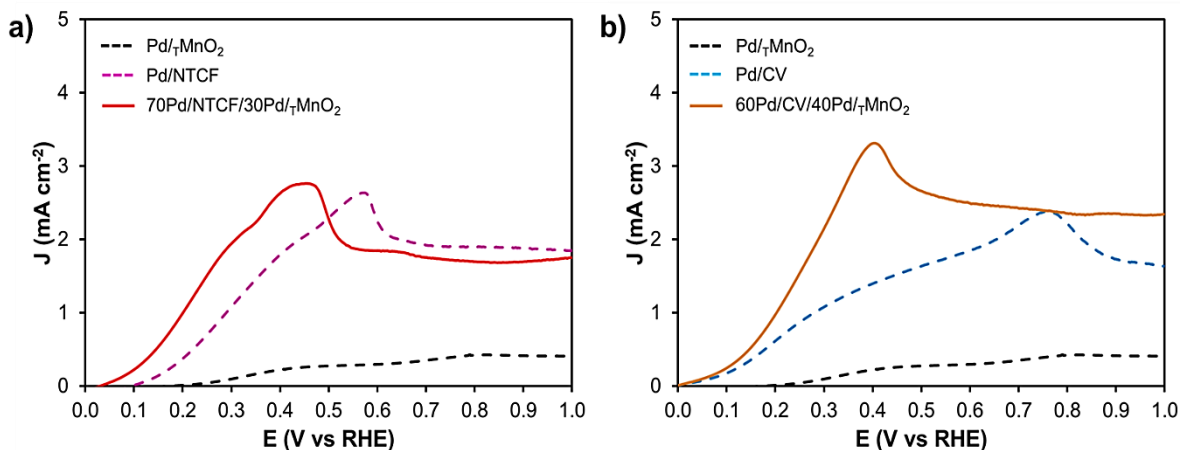 a)
Pd/TMnO2
Pd/NTCF
70Pd/NTCF/30Pd/TMnO2
J (mA cm-2)
5
4
3
2
1
0
0.0 0.1 0.2 0.3 0.4 0.5 0.6 0.7 0.8 0.9 1.0
E (V vs RHE)
b)
Pd/TMnO2
Pd/CV
60Pd/CV/40Pd/TMnO2
J (mA cm-2)
5
4
3
2
1
0
0.0 0.1 0.2 0.3 0.4 0.5 0.6 0.7 0.8 0.9 1.0
E (V vs RHE)